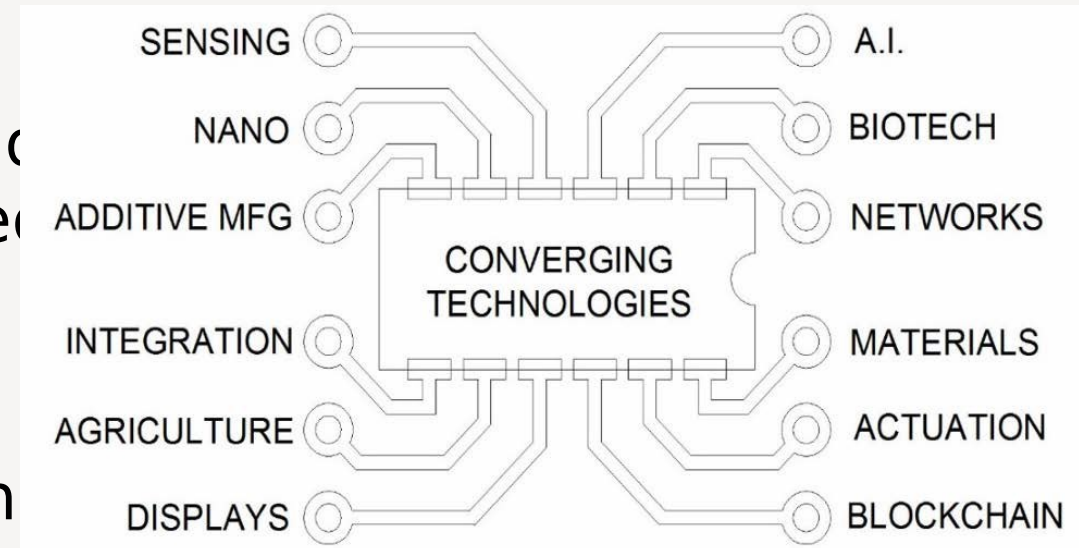 SENSING
NANO
ADDITIVE MFG
INTEGRATION
AGRICULTURE
DISPLAYS
CONVERGING
TECHNOLOGIES
A.I.
BIOTECH
NETWORKS
MATERIALS
ACTUATION
BLOCKCHAIN